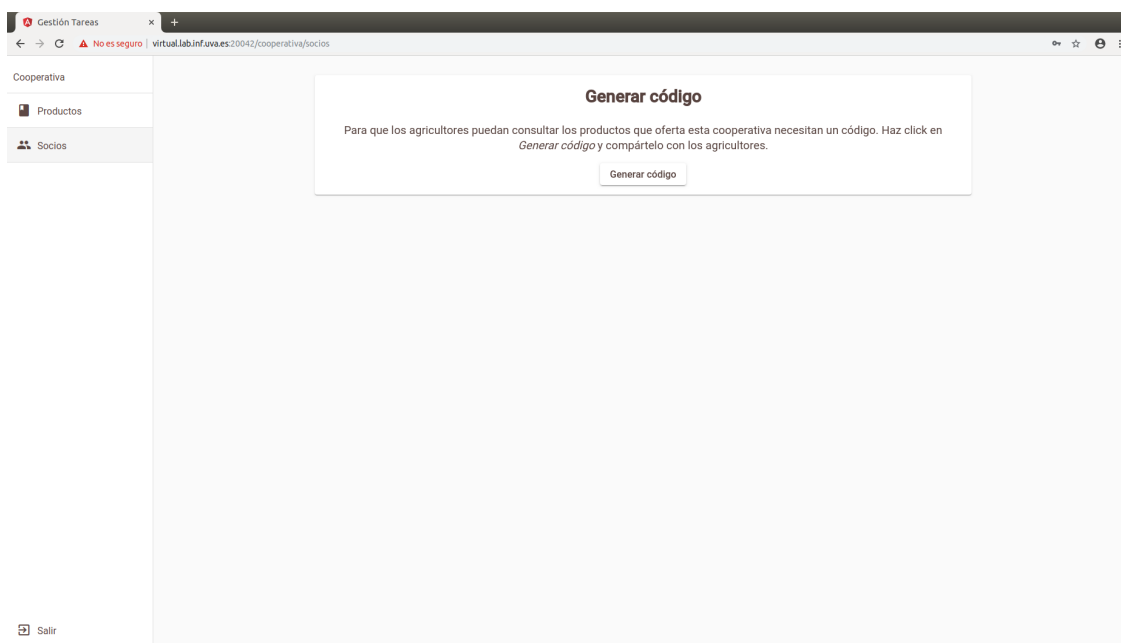 Gestión Tareas
No es seguro | virtual.lab.inf.uva.es:20042/cooperativa/socios
Cooperativa
Productos
Socios
Generar código
Para que los agricultores puedan consultar los productos que oferta esta cooperativa necesitan un código. Haz click en
Generar código y compártelo con los agricultores.
Generar código
Salir